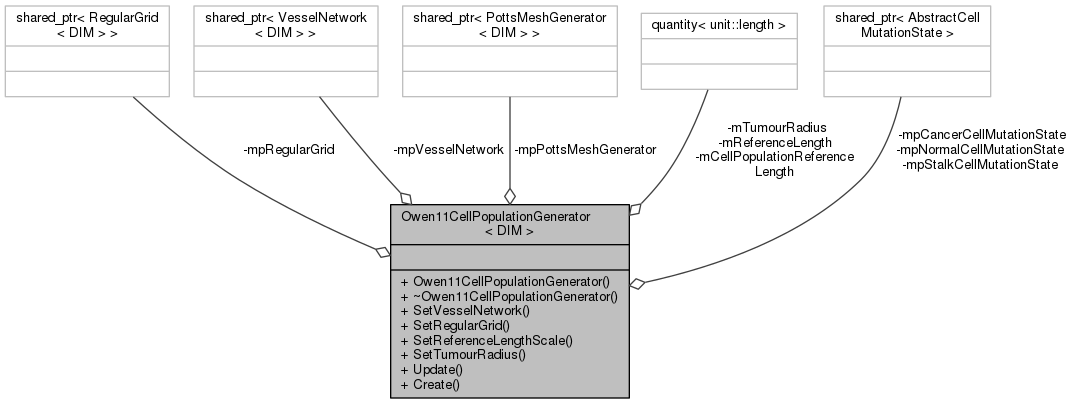 shared_ptr< RegularGrid
< DIM > >
shared_ptr< VesselNetwork
< DIM > >
shared_ptr< PottsMeshGenerator
< DIM > >
quantity< unit::length >
shared_ptr< AbstractCell
MutationState >
-mpRegularGrid
-mpVesselNetwork
-mpPottsMeshGenerator
-mTumourRadius
-mReferenceLength
-mCellPopulationReference
Length
-mpCancerCellMutationState
-mpNormalCellMutationState
-mpStalkCellMutationState
Owen11CellPopulationGenerator
< DIM >
+ Owen11CellPopulationGenerator()
+ ~Owen11CellPopulationGenerator()
+ SetVesselNetwork()
+ SetRegularGrid()
+ SetReferenceLengthScale()
+ SetTumourRadius()
+ Update()
+ Create()